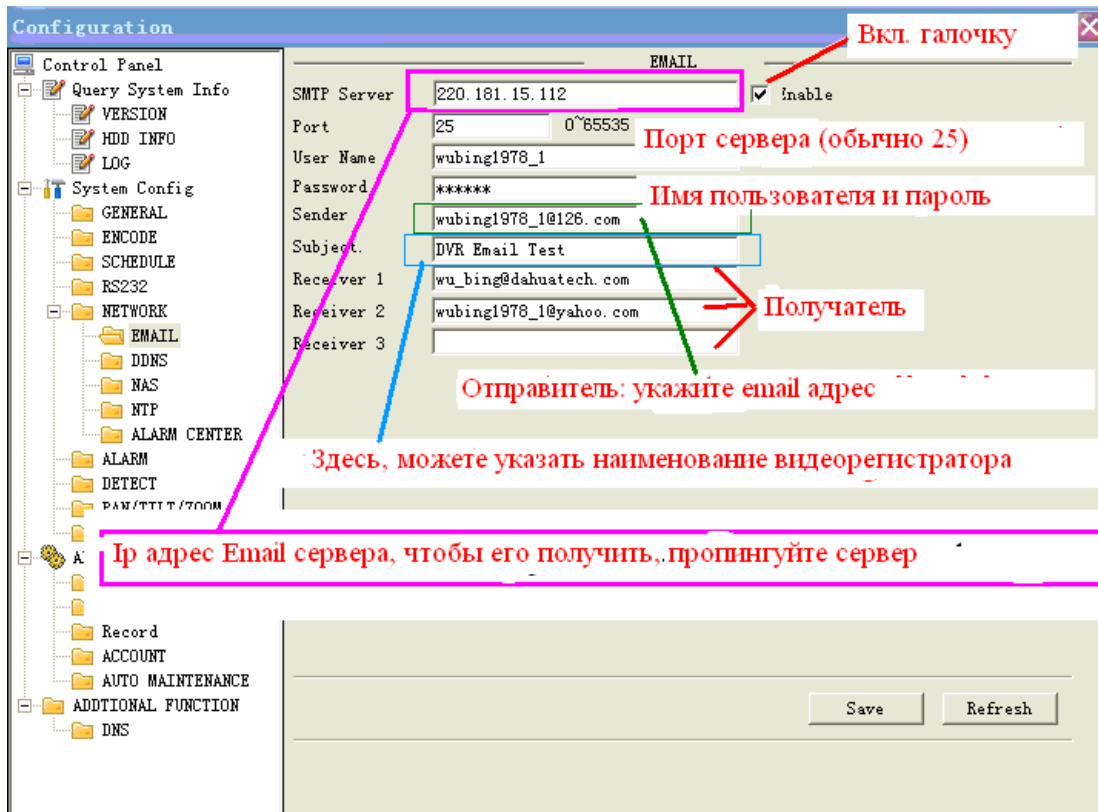 Configuration
Вкл. галочку
Control Panel
Query System Info
VERSION
HDD INFO
LOG
System Config
GENERAL
ENCODE
SCHEDULE
RS232
NETWORK
EMAIL
DDNS
NAS
NTP
ALARM CENTER
ALARM
DETECT
PAN/TILT/ZOOM
A
Record
ACCOUNT
AUTO MAINTENANCE
ADDTIONAL FUNCTION
DNS
EMAIL
SMTP Server 220.181.15.112
Port 25 0~65535
Порт сервера (обычно 25)
User Name wubing1978_1
Password ******
Имя пользователя и пароль
Sender wubing1978_1@126.com
Subject. DVR Email Test
Receiver 1 wu_bing@dahuatech.com
Receiver 2 wubing1978_1@yahoo.com
Получатель
Receiver 3
Отправитель: укажите email адрес
Здесь, можете указать наименование видеорегистратора
Ip адрес Email сервера, чтобы его получить, пропингуйте сервер
Save Refresh